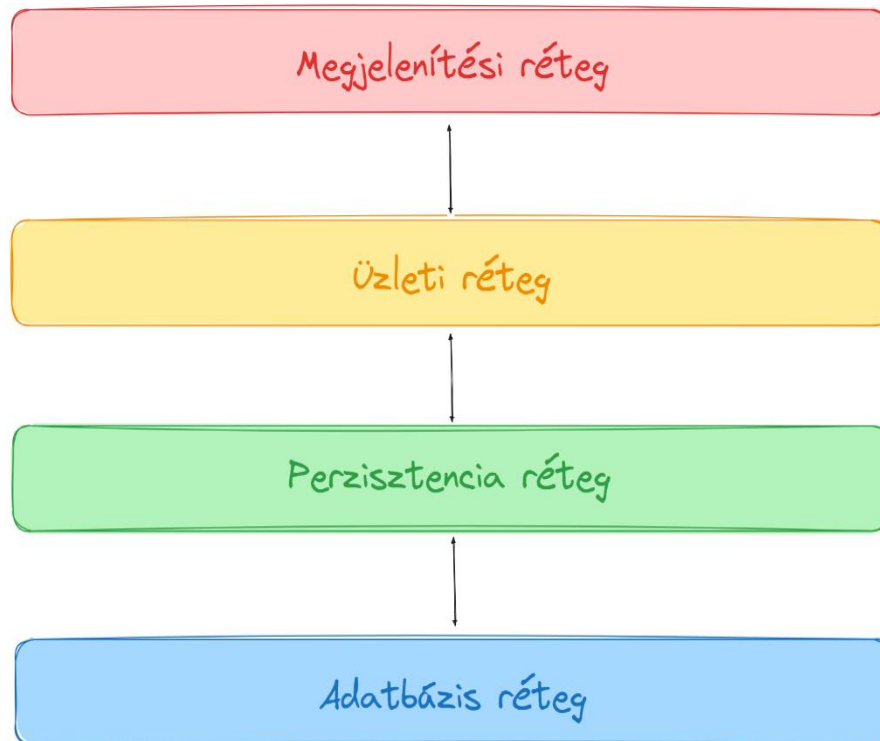 Megjelenítési réteg
Üzleti réteg
Perzisztencia réteg
Adatbázis réteg